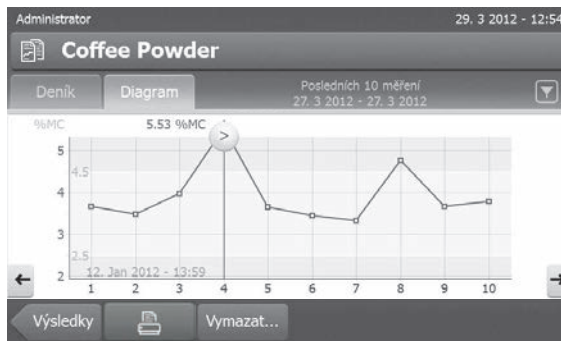 Administrator 29. 3 2012 - 12:54
Coffee Powder
Deník Diagram Posledních 10 měření
27. 3 2012 - 27. 3 2012
%MC 5.53 %MC
>
5
4.5
4
3
2.5
2
12. Jan 2012 - 13:59
1 2 3 4 5 6 7 8 9 10
Výsledky Vymazat...